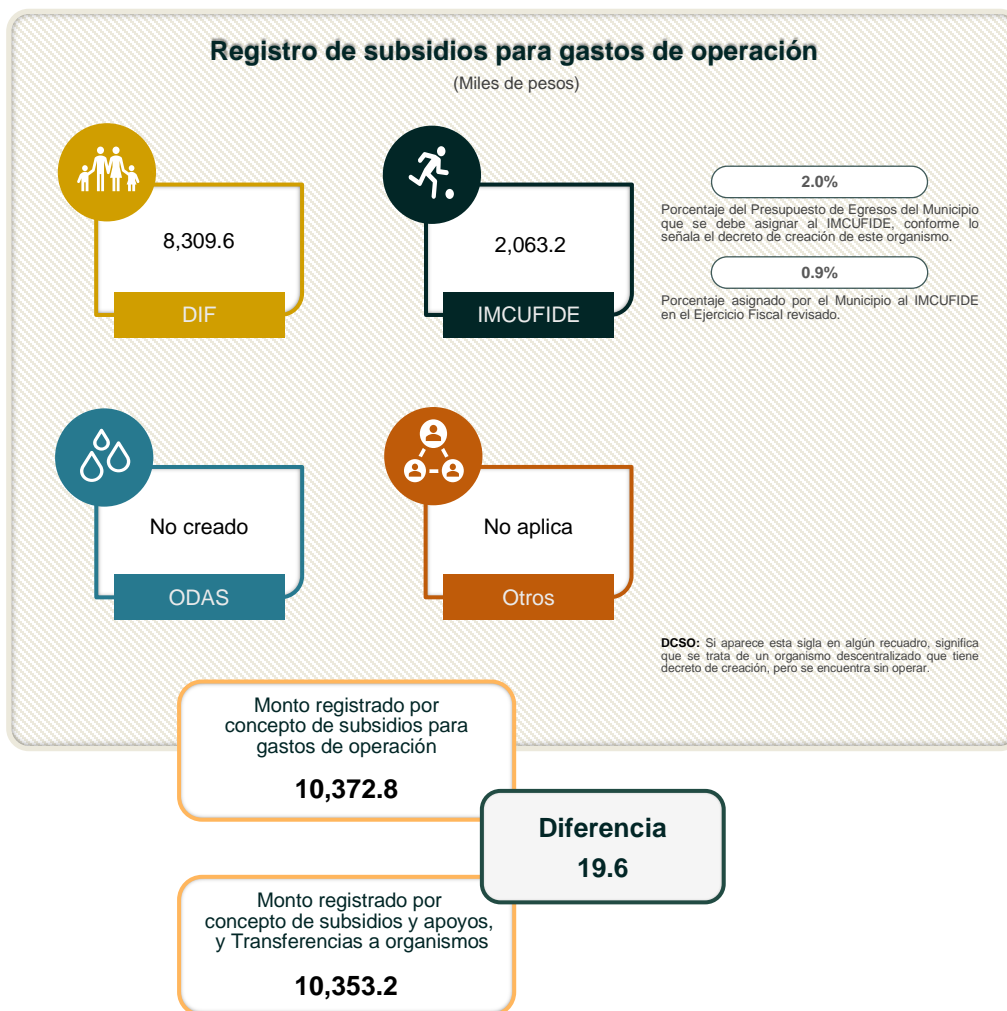 Registro de subsidios para gastos de operación
(Miles de pesos)
8,309.6
DIF
2,063.2
IMCUFIDE
2.0%
Porcentaje del Presupuesto de Egresos del Municipio
que se debe asignar al IMCUFIDE, conforme lo
señala el decreto de creación de este organismo.
0.9%
Porcentaje asignado por el Municipio al IMCUFIDE
en el Ejercicio Fiscal revisado.
No creado
ODAS
No aplica
Otros
DCSO: Si aparece esta sigla en algún recuadro, significa
que se trata de un organismo descentralizado que tiene
decreto de creación, pero se encuentra sin operar.
Monto registrado por
concepto de subsidios para
gastos de operación
10,372.8
Diferencia
19.6
Monto registrado por
concepto de subsidios y apoyos,
y Transferencias a organismos
10,353.2